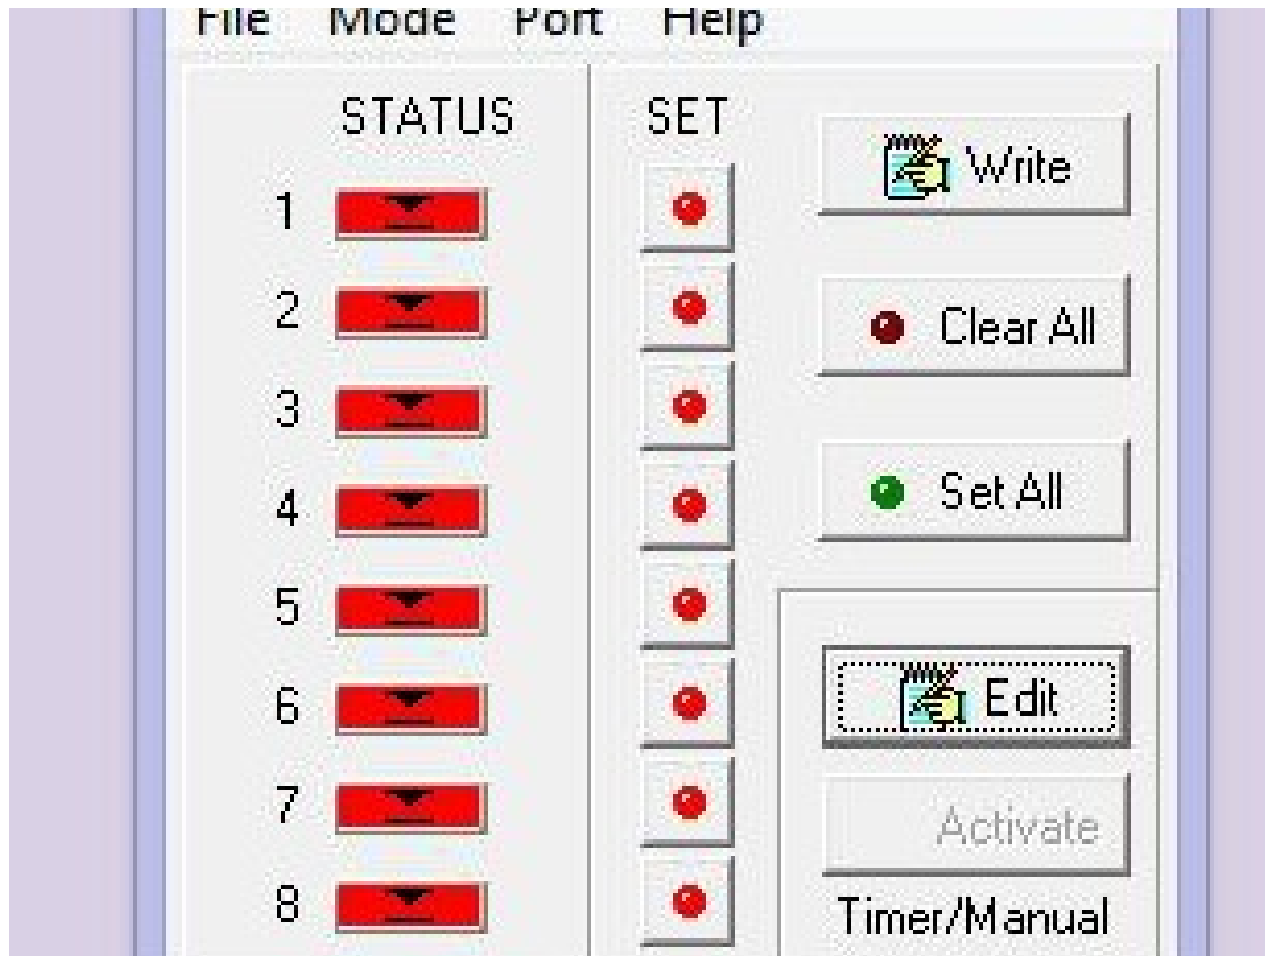 File Mode Port Help
STATUS SET
Write
1
2
Clear All
3
4
Set All
5
6
Edit
7
Activate
8
Timer/Manual